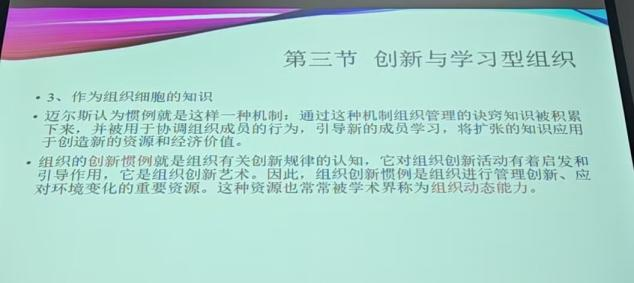 第三节 创新与学习型组织
• 3、作为组织细胞的知识
• 迈尔斯认为惯例就是这样一种机制：通过这种机制组织管理的诀窍知识被积累
下来，并被用于协调组织成员的行为，引导新的成员学习，将扩张的知识应用
于创造新的资源和经济价值。
• 组织的创新惯例就是组织有关创新规律的认知，它对组织创新活动有着启发和
引导作用，它是组织创新艺术。因此，组织创新惯例是组织进行管理创新、应
对环境变化的重要资源。这种资源也常常被学术界称为组织动态能力。